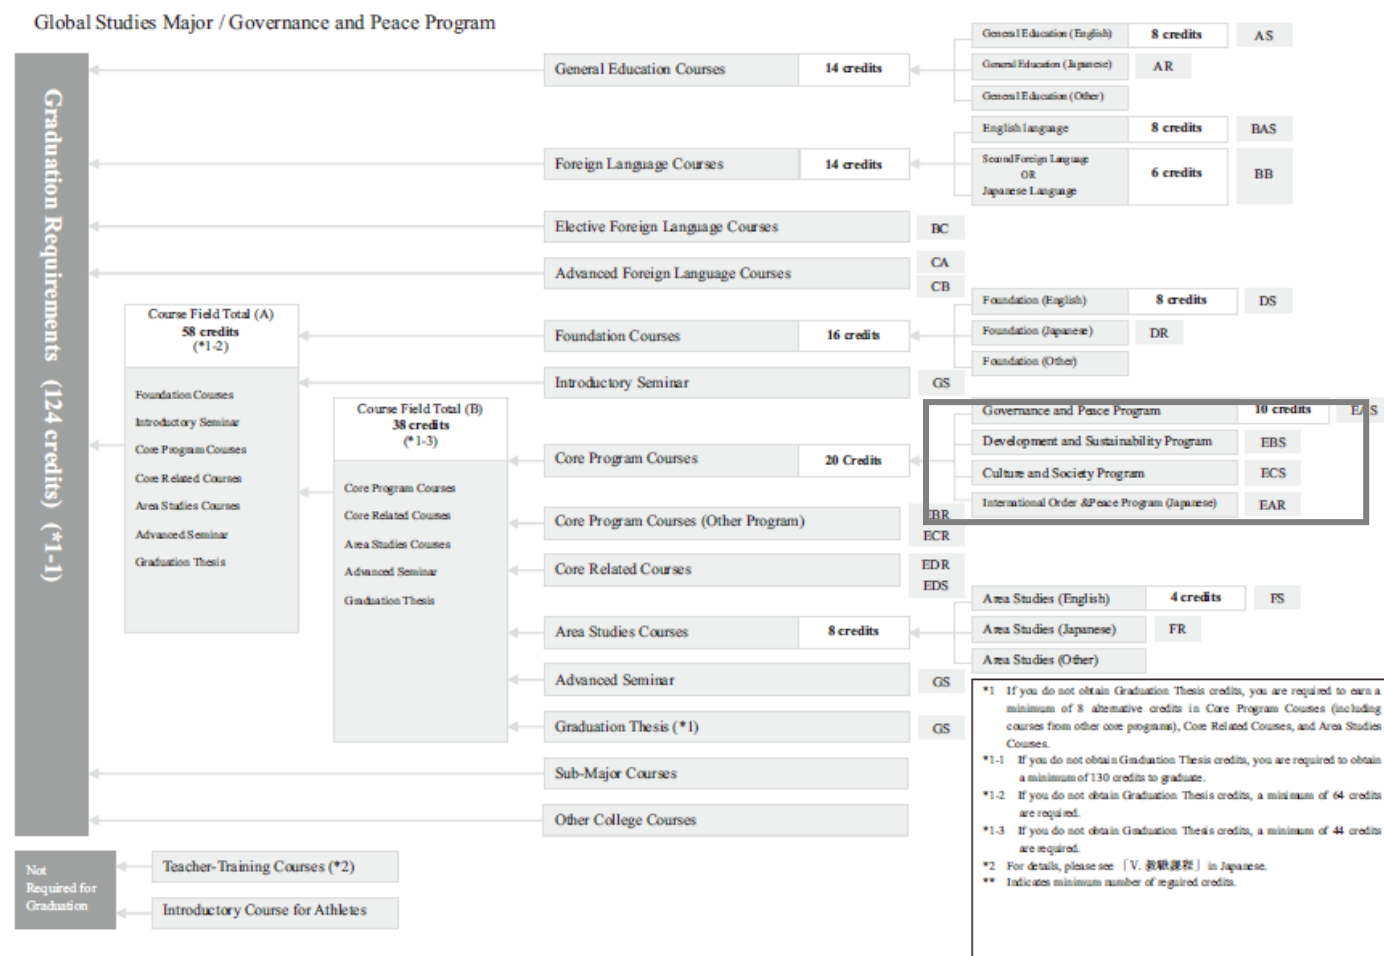 Global Studies Major / Governance and Peace Program
Graduation Requirements (124 credits) (*1-1)
General Education Courses 14 credits
General Education (English) 8 credits AS
General Education (Japanese) AR
General Education (Other)
Foreign Language Courses 14 credits
English language 8 credits BAS
Second Foreign Language
OR
Japanese Language
6 credits BB
Elective Foreign Language Courses BC
Advanced Foreign Language Courses CA
CB
Course Field Total (A)
58 credits
(*1-2)
Foundation Courses
Introductory Seminar
Core Program Courses
Core Related Courses
Area Studies Courses
Advanced Seminar
Graduation Thesis
Foundation Courses 16 credits
Foundation (English) 8 credits DS
Foundation (Japanese) DR
Foundation (Other)
Introductory Seminar GS
Course Field Total (B)
38 credits
(*1-3)
Core Program Courses
Core Related Courses
Area Studies Courses
Advanced Seminar
Graduation Thesis
Core Program Courses 20 Credits
Governance and Peace Program 10 credits EAS
Development and Sustainability Program EBS
Culture and Society Program ECS
International Order &Peace Program (Japanese) EAR
Core Program Courses (Other Program) EBR
ECR
Core Related Courses EDR
EDS
Area Studies Courses 8 credits
Area Studies (English) 4 credits FS
Area Studies (Japanese) FR
Area Studies (Other)
Advanced Seminar GS
Graduation Thesis (*1) GS
Sub-Major Courses
Other College Courses
Not
Required for
Graduation
Teacher-Training Courses (*2)
Introductory Course for Athletes
*1 If you do not obtain Graduation Thesis credits, you are required to earn a
minimum of 8 alternative credits in Core Program Courses (including
courses from other core programs), Core Related Courses, and Area Studies
Courses.
*1-1 If you do not obtain Graduation Thesis credits, you are required to obtain
a minimum of 130 credits to graduate.
*1-2 If you do not obtain Graduation Thesis credits, a minimum of 64 credits
are required.
*1-3 If you do not obtain Graduation Thesis credits, a minimum of 44 credits
are required.
*2 For details, please see 「V. 教職課程」 in Japanese.
** Indicates minimum number of required credits.